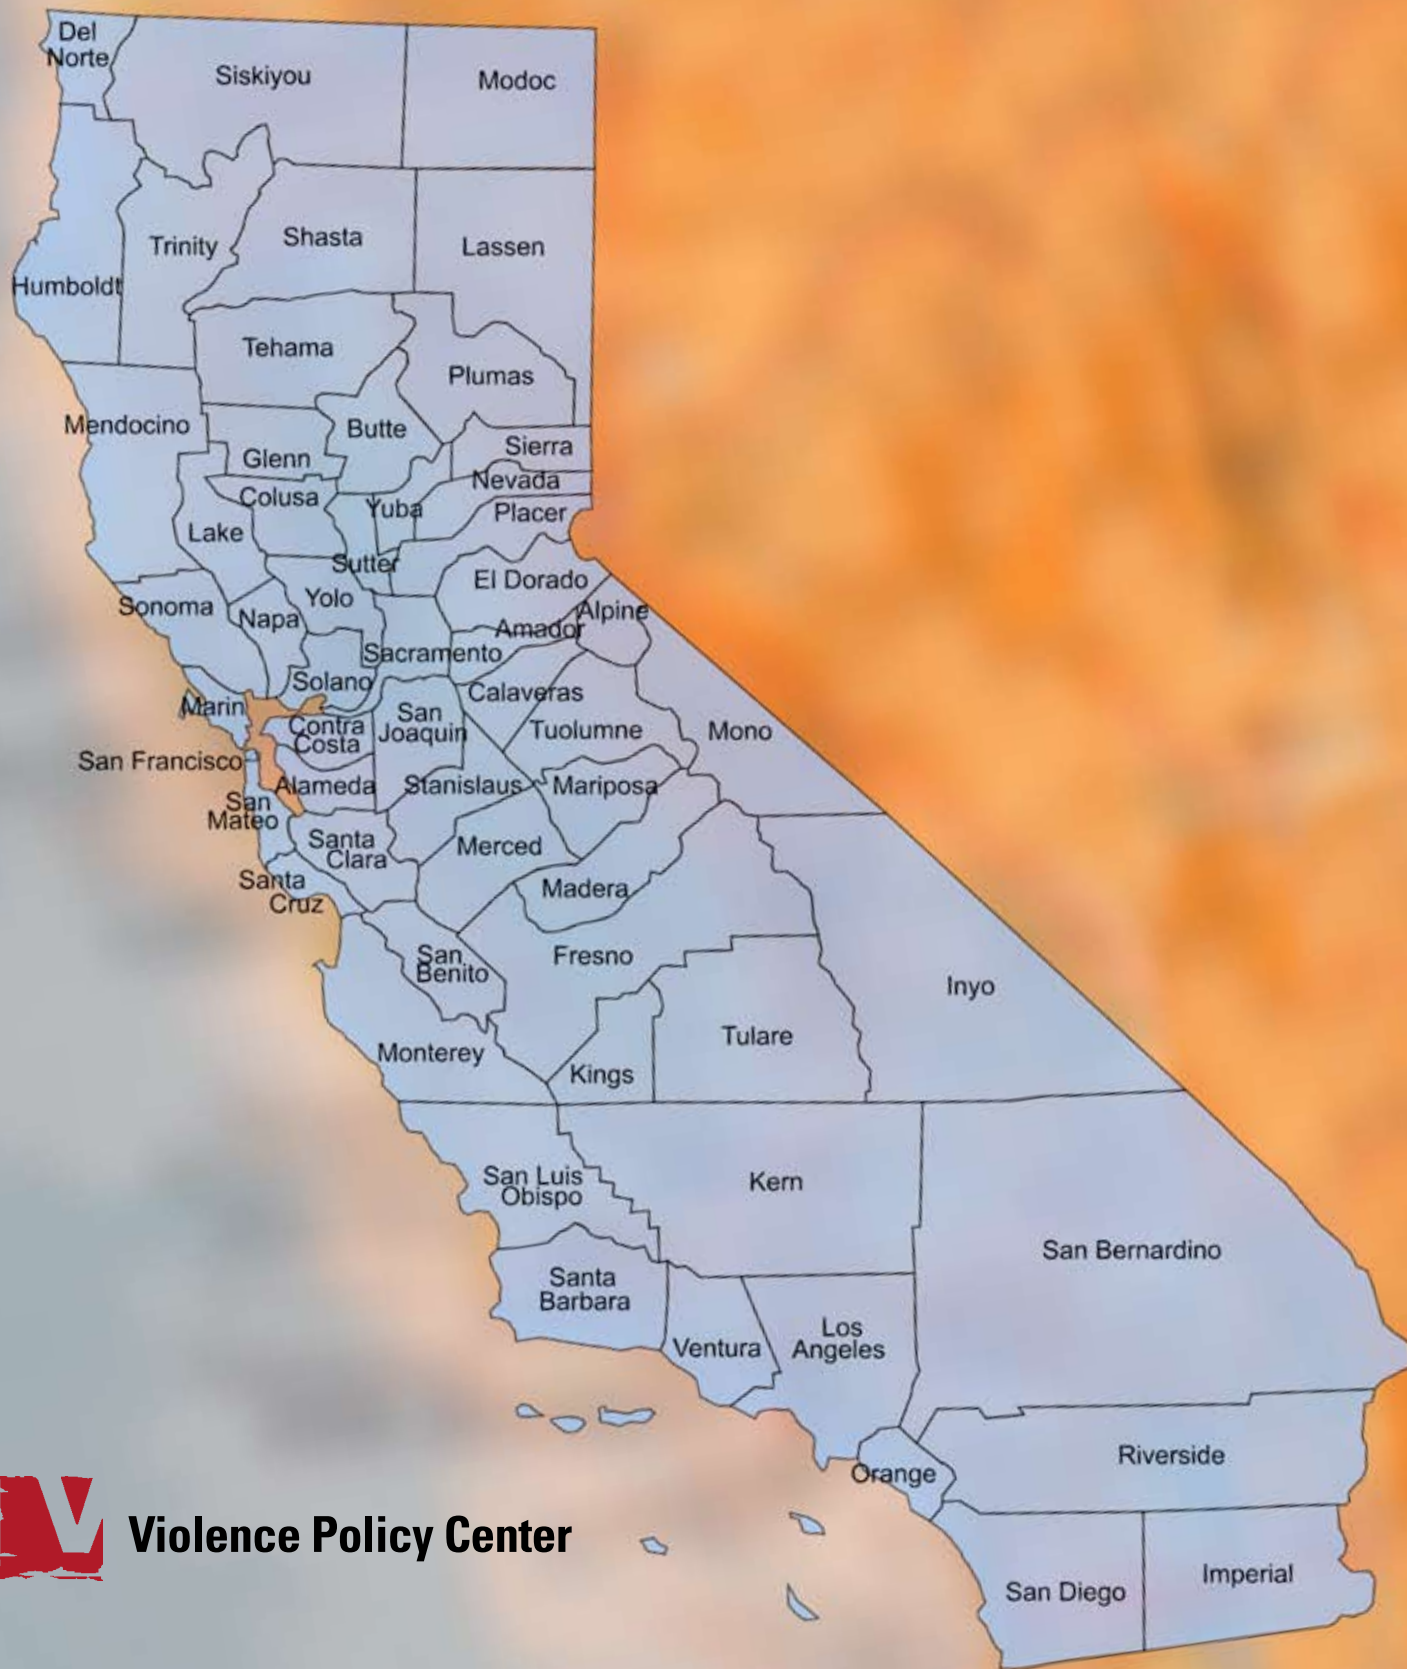 Del
Norte
Siskiyou
Modoc
Trinity
Shasta
Lassen
Humboldt
Tehama
Plumas
Mendocino
Butte
Glenn
Sierra
Nevada
Colusa
Yuba
Placer
Lake
Sutter
El Dorado
Yolo
Sonoma
Napa
Alpine
Amador
Sacramento
Solano
Calaveras
Marin
Contra
Costa
San
Joaquin
Tuolumne
Mono
San Francisco
Alameda
Stanislaus
Mariposa
San
Mateo
Santa
Clara
Merced
Santa
Cruz
Madera
San
Benito
Fresno
Inyo
Monterey
Kings
Tulare
San Luis
Obispo
Kern
San Bernardino
Santa
Barbara
Ventura
Los
Angeles
Orange
Riverside
San Diego
Imperial
V
Violence Policy Center